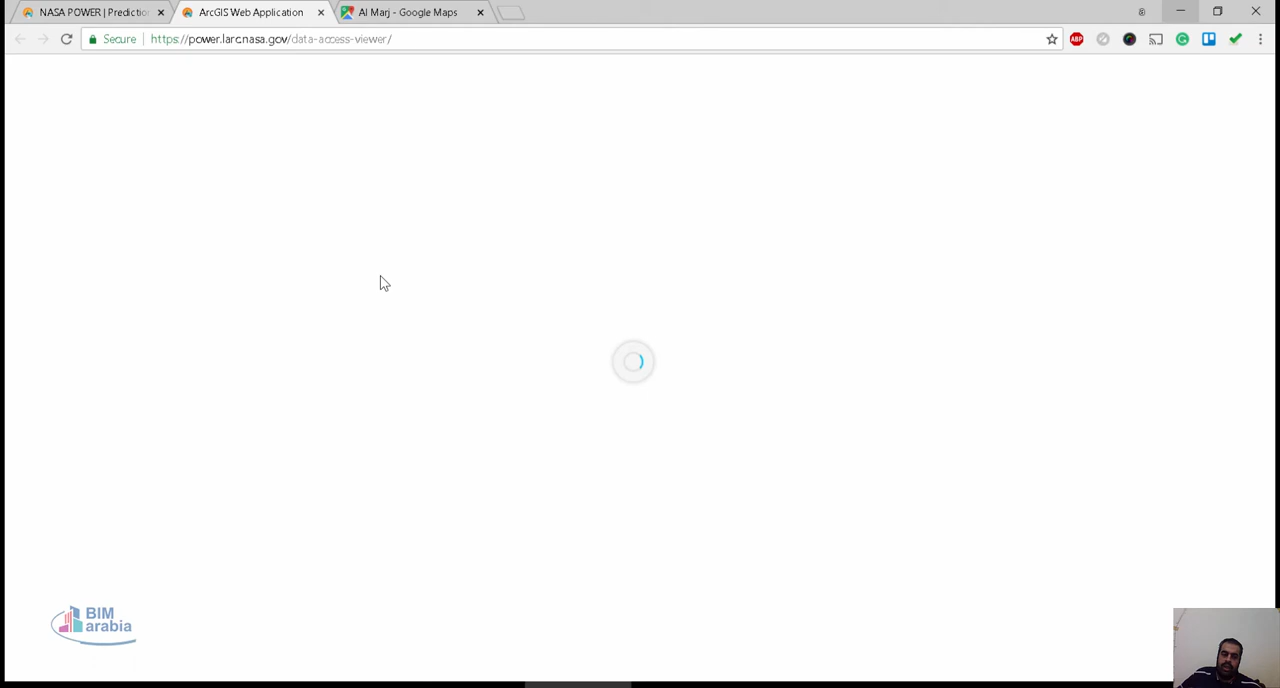 NASA POWER | Predictio
ArcGIS Web Application
Al Marj - Google Maps
Secure
https://power.larc.nasa.gov/data-access-viewer/
ABP
BIM
arabia